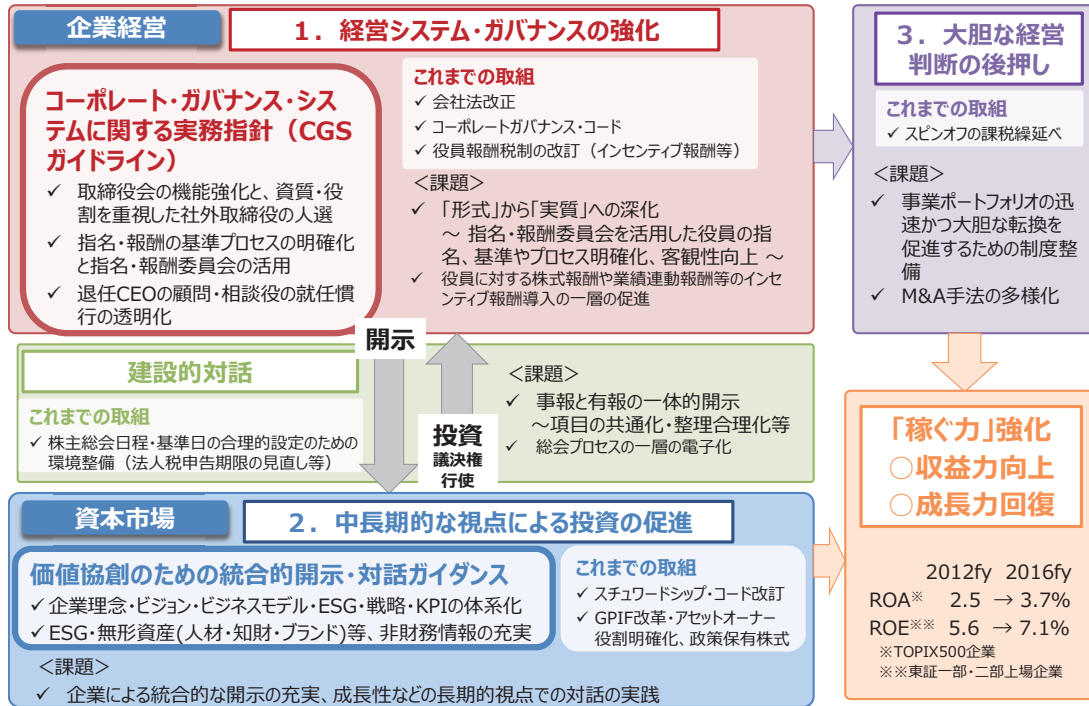 企業経営
1．経営システム・ガバナンスの強化
コーポレート・ガバナンス・シス
テムに関する実務指針（CGS
ガイドライン）
✓ 取締役会の機能強化と、資質・役
割を重視した社外取締役の人選
✓ 指名・報酬の基準プロセスの明確化
と指名・報酬委員会の活用
✓ 退任CEOの顧問・相談役の就任慣
行の透明化
これまでの取組
✓ 会社法改正
✓ コーポレートガバナンス・コード
✓ 役員報酬税制の改訂（インセンティブ報酬等）
＜課題＞
✓ 「形式」から「実質」への深化
～ 指名・報酬委員会を活用した役員の指
名、基準やプロセス明確化、客観性向上 ～
✓ 役員に対する株式報酬や業績連動報酬等のインセ
ンティブ報酬導入の一層の促進
3．大胆な経営
判断の後押し
これまでの取組
✓ スピンオフの課税繰延べ
＜課題＞
✓ 事業ポートフォリオの迅
速かつ大胆な転換を
促進するための制度整
備
✓ M&A手法の多様化
開示
投資
議決権
行使
建設的対話
これまでの取組
✓ 株主総会日程・基準日の合理的設定のための
環境整備（法人税申告期限の見直し等）
＜課題＞
✓ 事報と有報の一体的開示
～項目の共通化・整理合理化等
✓ 総会プロセスの一層の電子化
資本市場
2．中長期的な視点による投資の促進
価値協創のための統合的開示・対話ガイダンス
✓ 企業理念・ビジョン・ビジネスモデル・ESG・戦略・KPIの体系化
✓ ESG・無形資産(人材・知財・ブランド)等、非財務情報の充実
これまでの取組
✓ スチュワードシップ・コード改訂
✓ GPIF改革・アセットオーナー
役割明確化、政策保有株式
＜課題＞
✓ 企業による統合的な開示の充実、成長性などの長期的視点での対話の実践
「稼ぐ力」強化
○収益力向上
○成長力回復
2012fy 2016fy
ROA※ 2.5 → 3.7%
ROE※※ 5.6 → 7.1%
※TOPIX500企業
※※東証一部・二部上場企業